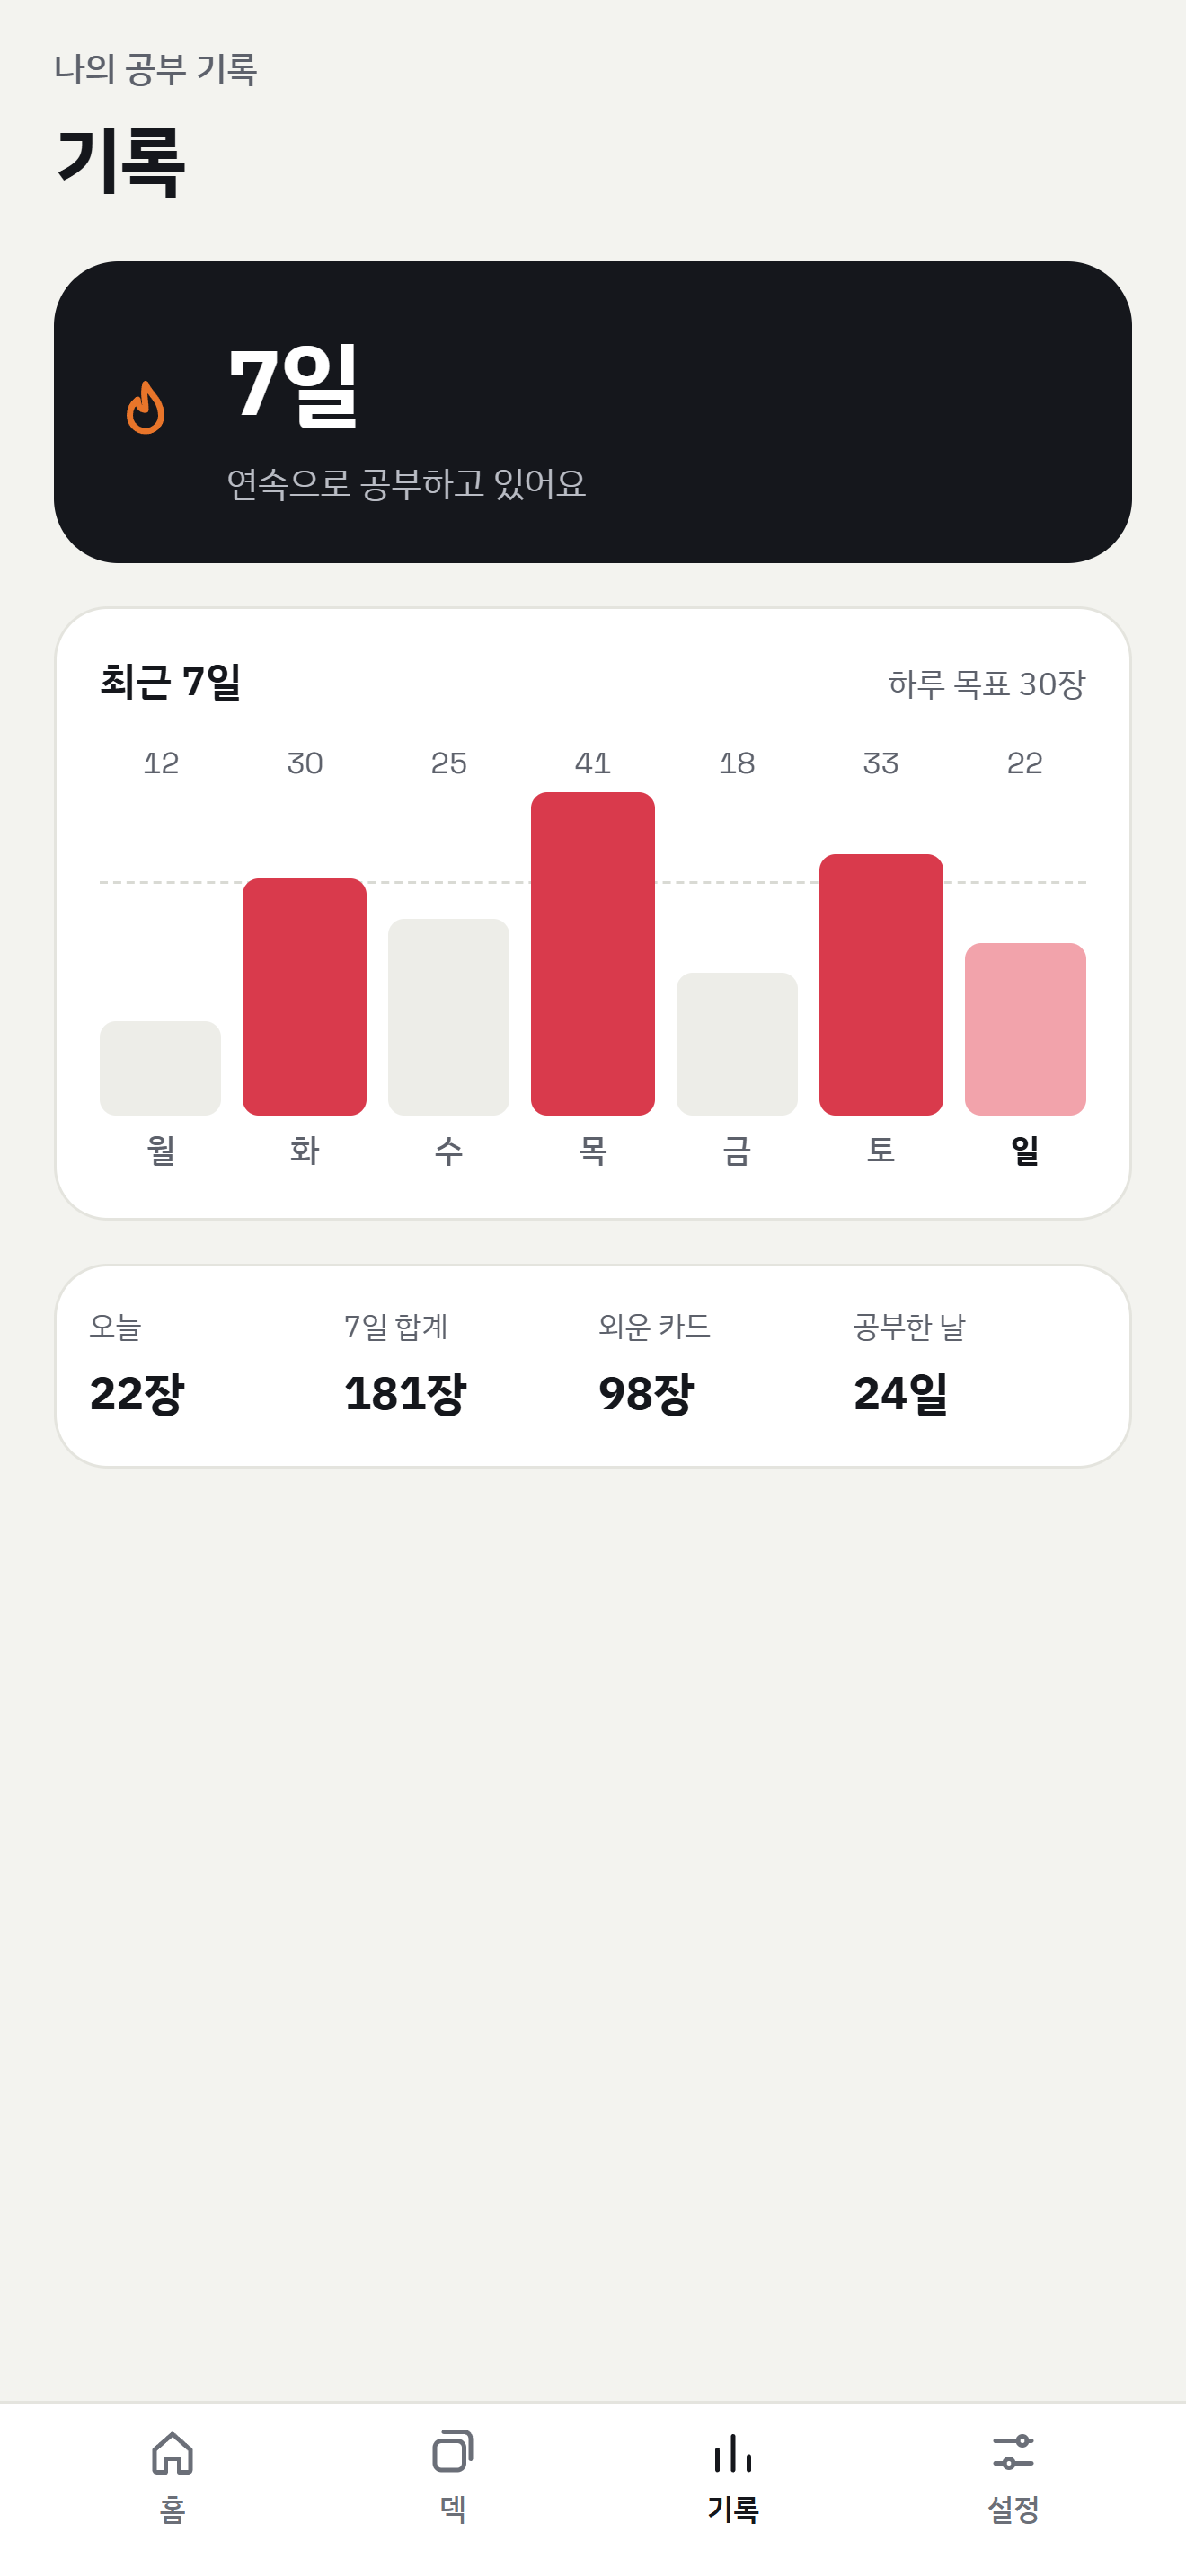 나의 공부 기록
기록
7일
연속으로 공부하고 있어요
최근 7일
하루 목표 30장
12 30 25 41 18 33 22
월 화 수 목 금 토 일
오늘 7일 합계 외운 카드 공부한 날
22장 181장 98장 24일
홈 덱 기록 설정